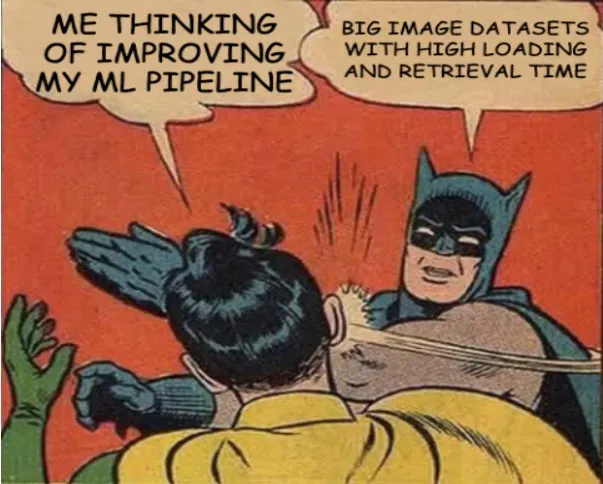 ME THINKING
OF IMPROVING
MY ML PIPELINE
BIG IMAGE DATASETS
WITH HIGH LOADING
AND RETRIEVAL TIME